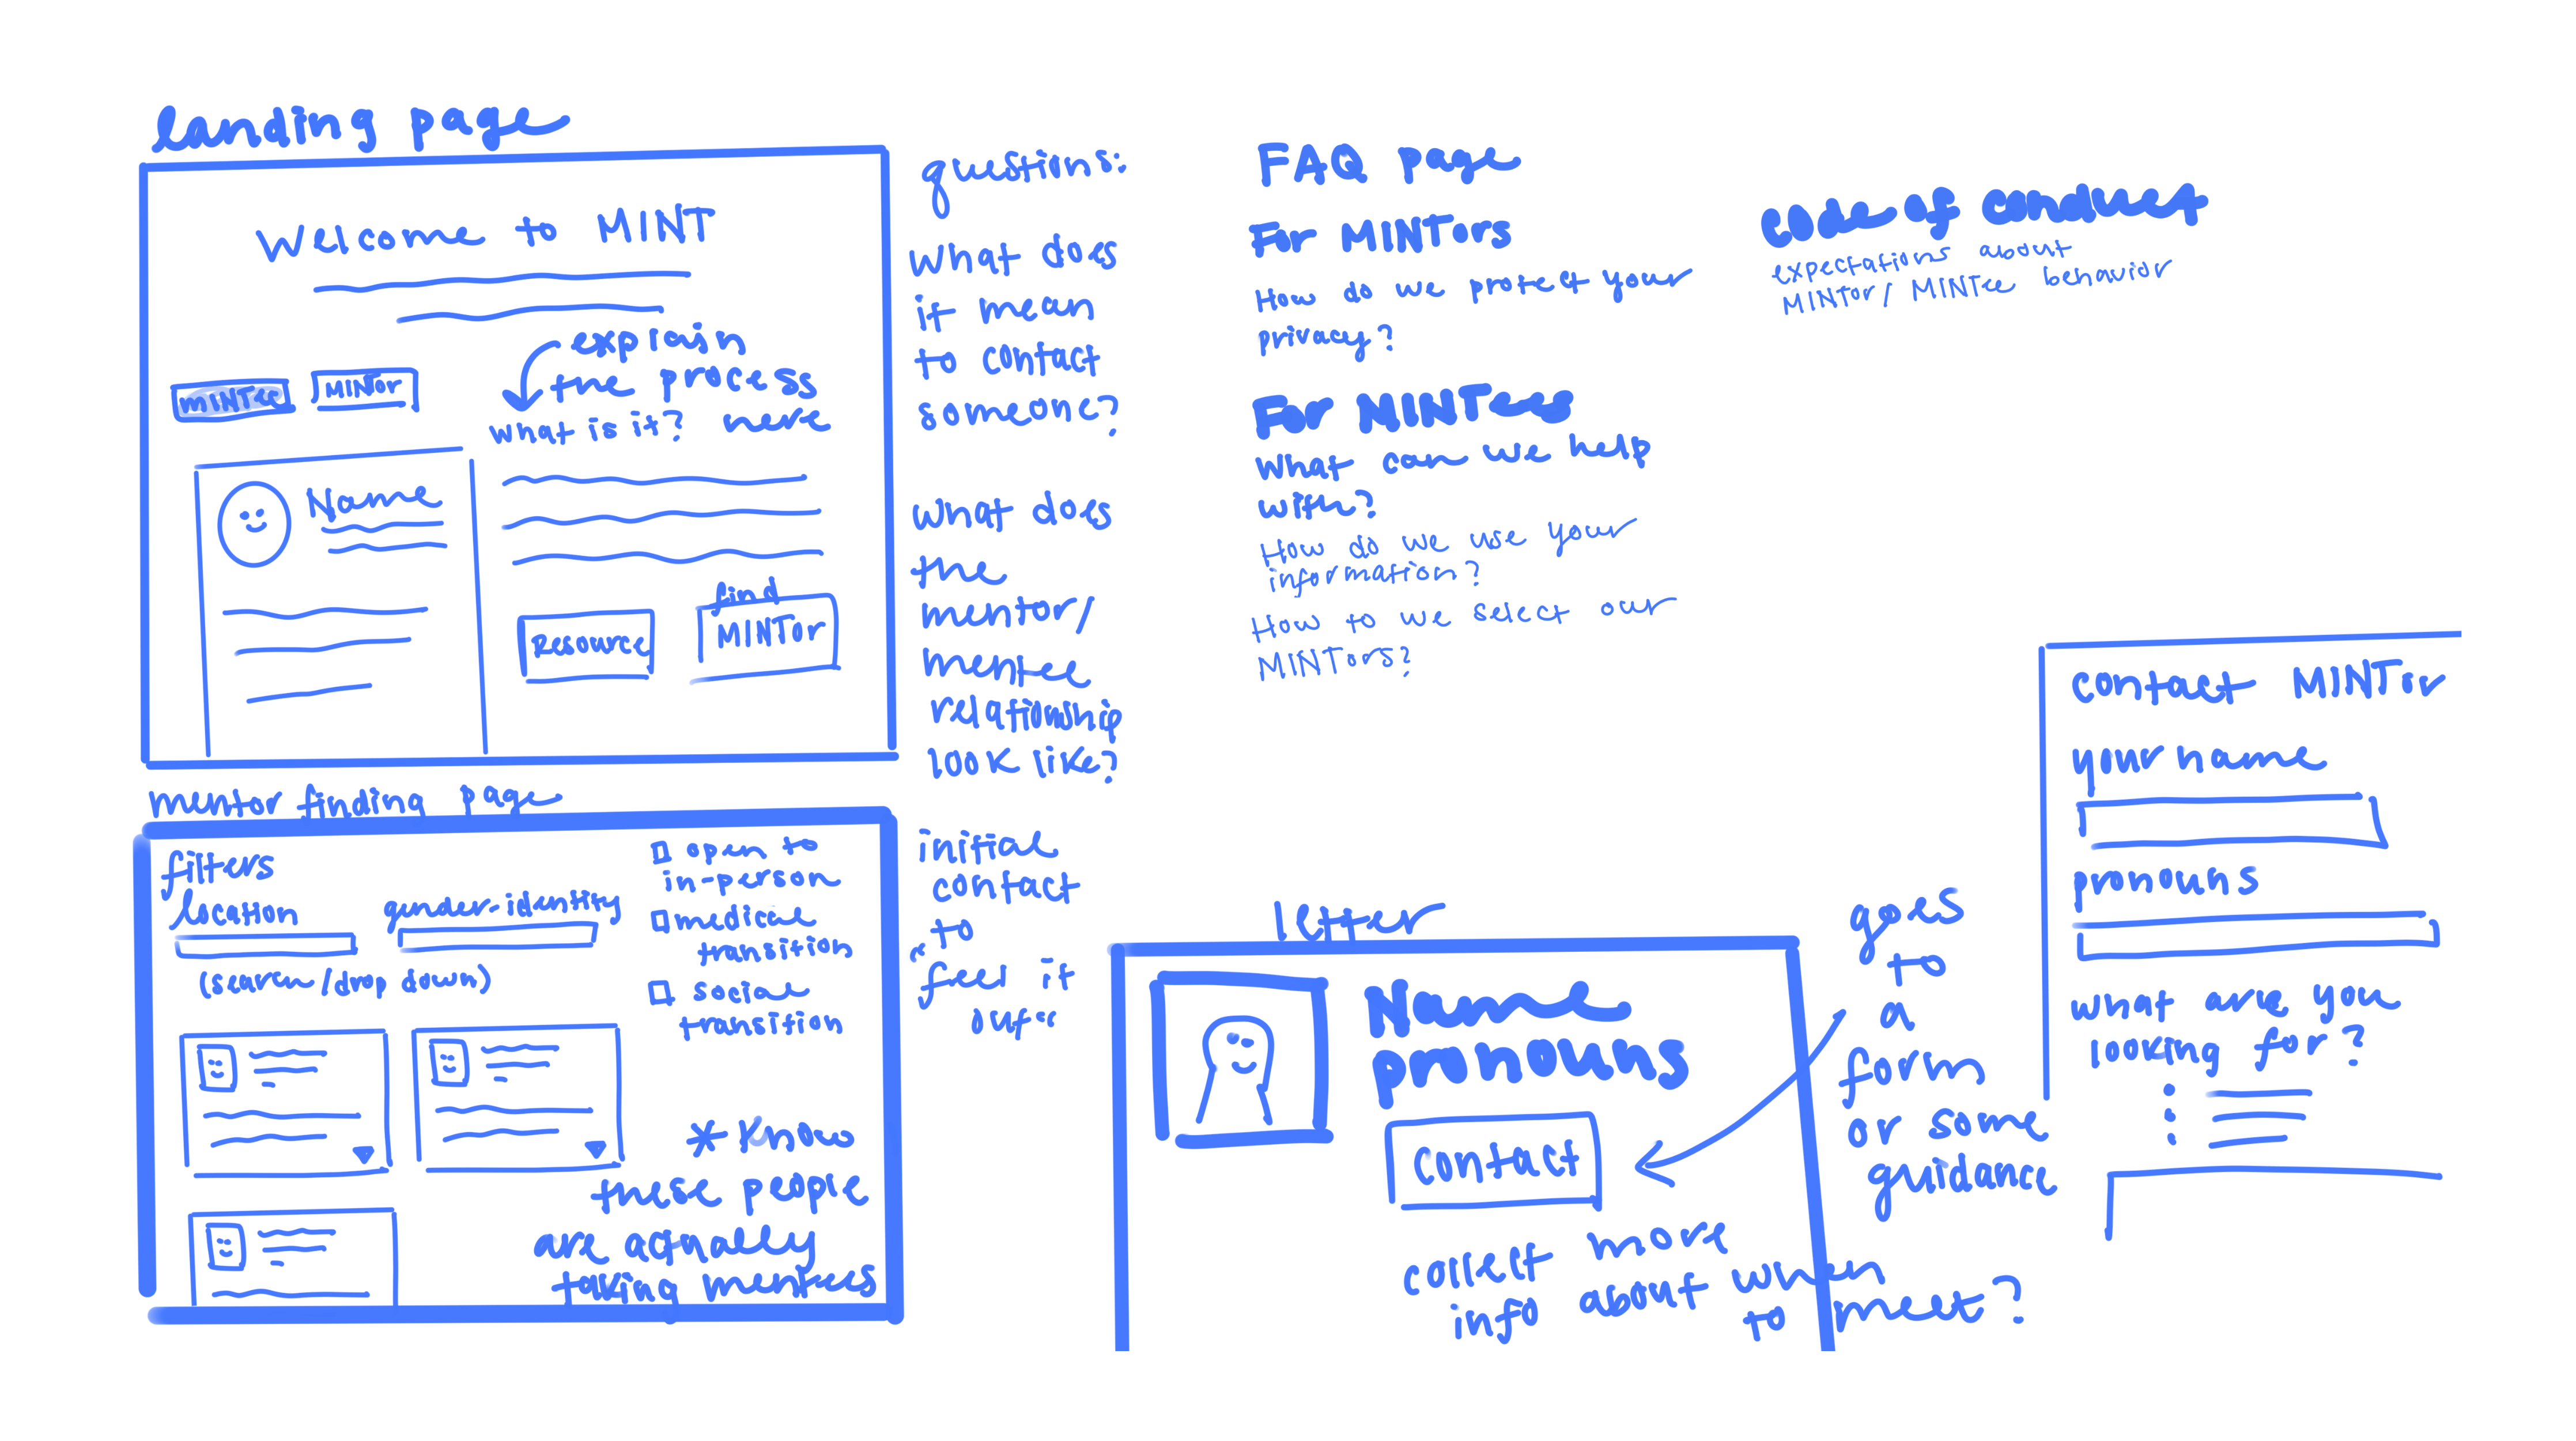 landing page
Welcome to MINT
explain
the process
here
what is it?
MINTee
MINTor
Name
Resource
find
MINTor
questions:
what does
it mean
to contact
someone?
what does
the
mentor/
mentee
relationship
look like?
initial
contact
to
feel it
out
FAQ page
For MINTors
How do we protect your
privacy?
For MINTees
What can we help
with?
How do we use your
information?
How to we select our
MINTors?
code of conduct
expectations about
MINTor/ MINTee behavior
mentor finding page
filters
location
gender-identity
(search/drop down)
open to
in-person
medical
transition
social
transition
* Know
these people
are actually
taking mentees
letter
Name
pronouns
contact
collect more
info about when
to meet?
goes
to
a
form
or some
guidance
contact MINTor
your name
pronouns
what are you
looking for?